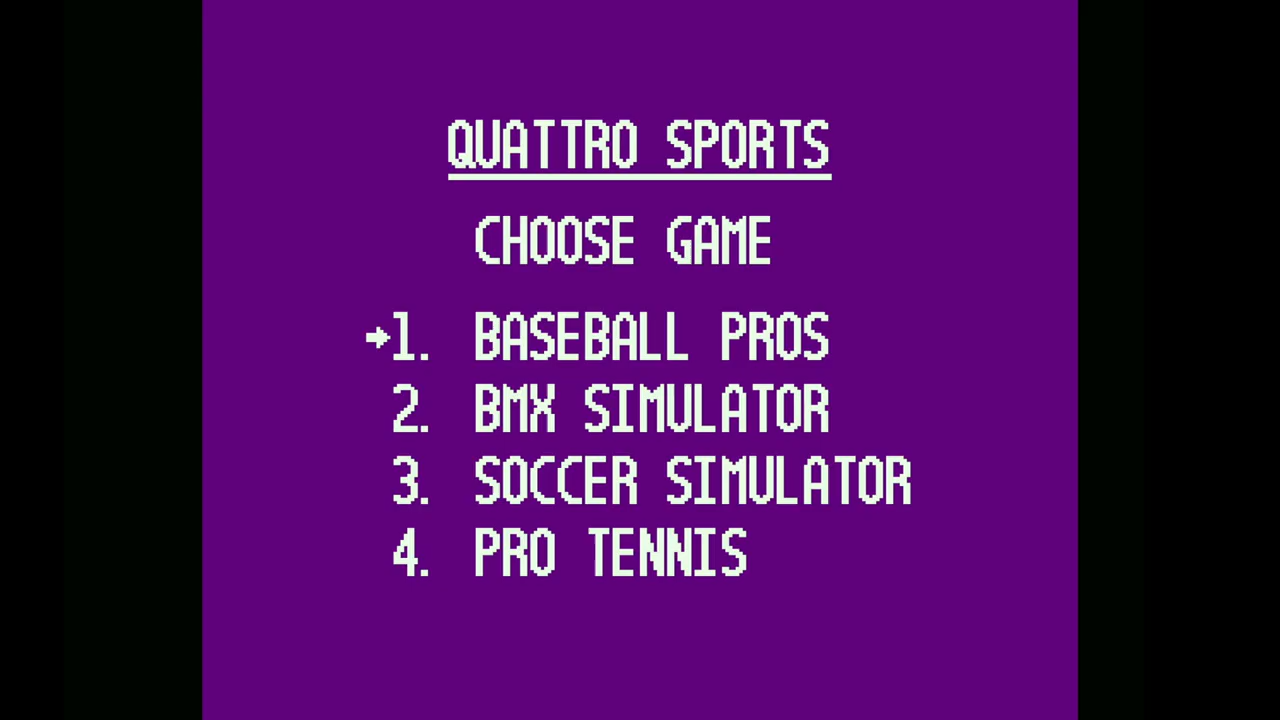 QUATTRO SPORTS
CHOOSE GAME
→1. BASEBALL PROS
2. BMX SIMULATOR
3. SOCCER SIMULATOR
4. PRO TENNIS